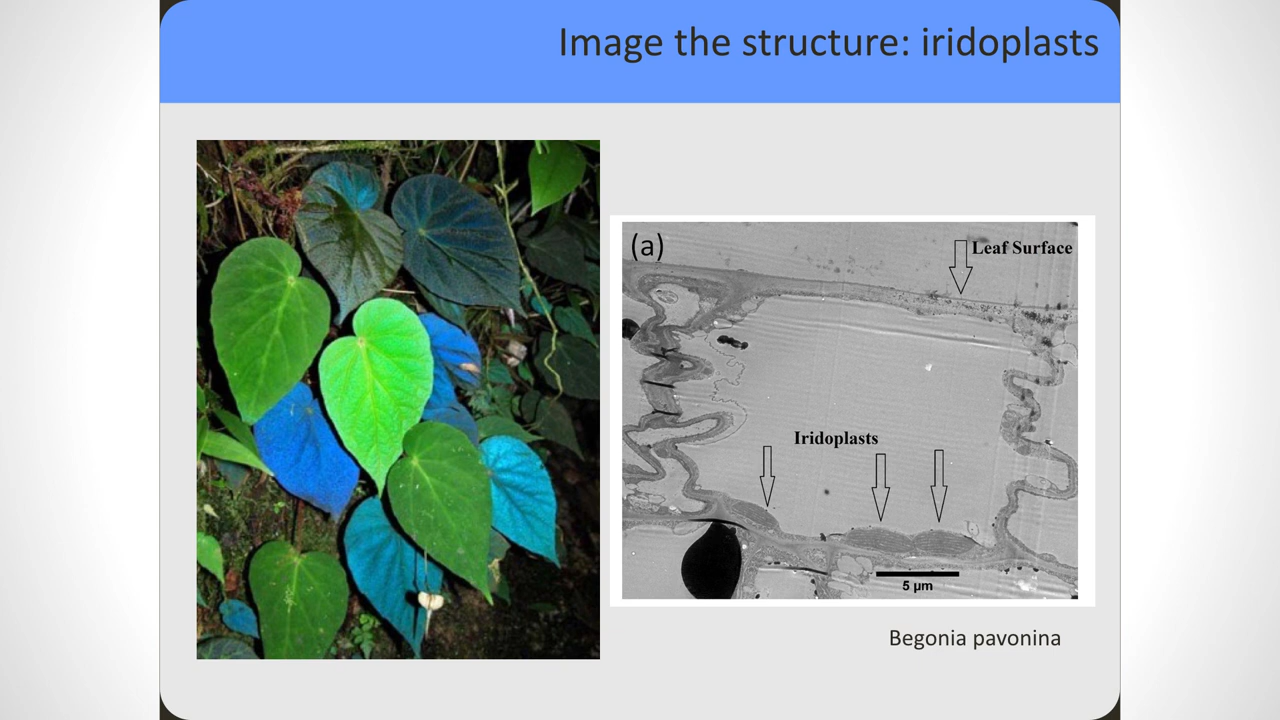 Image the structure: iridoplasts
(a)
Leaf Surface
Iridoplasts
5 µm
Begonia pavonina